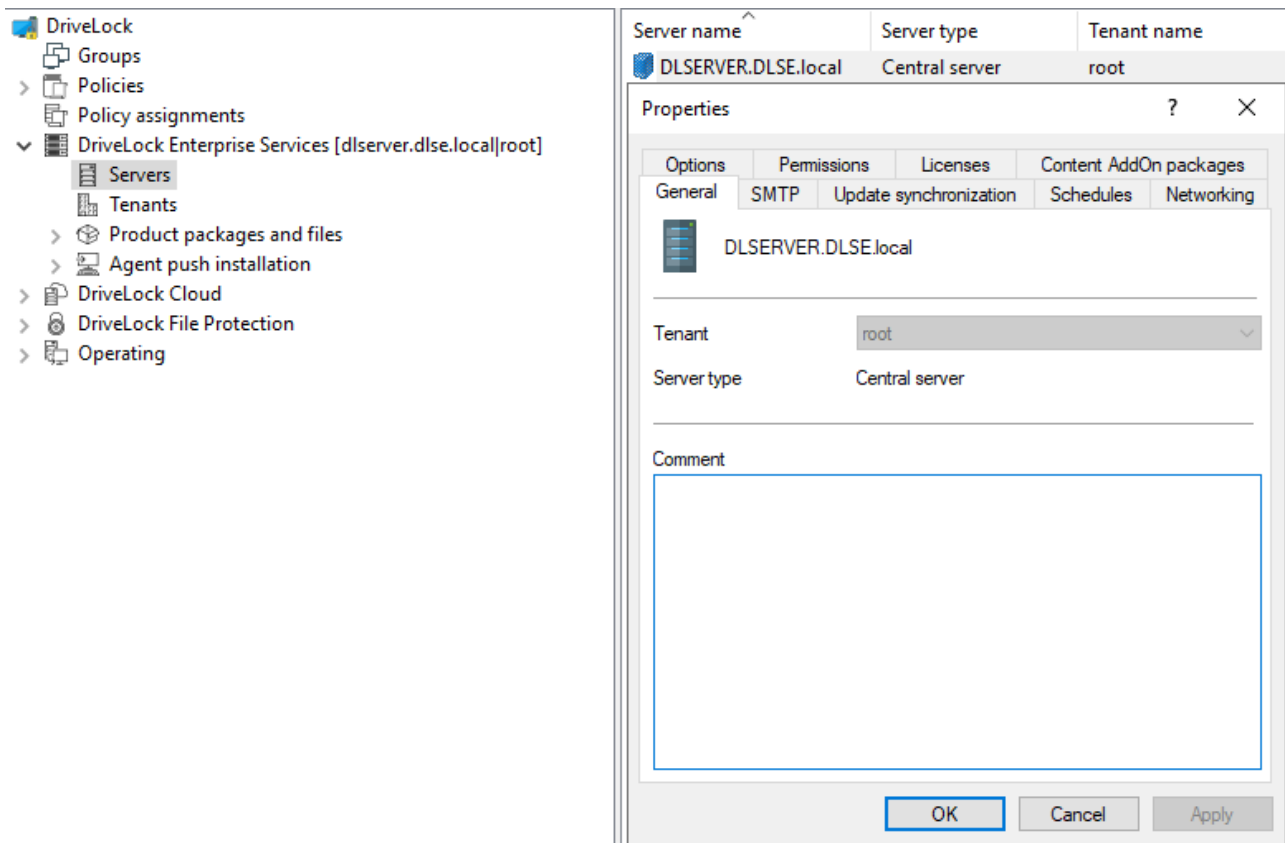 DriveLock
Groups
Policies
Policy assignments
DriveLock Enterprise Services [dlserver.dlse.local|root]
Servers
Tenants
Product packages and files
Agent push installation
DriveLock Cloud
DriveLock File Protection
Operating
Server name Server type Tenant name
DLSERVER.DLSE.local Central server root
Properties ?
Options Permissions Licenses Content AddOn packages
General SMTP Update synchronization Schedules Networking
DLSERVER.DLSE.local
Tenant root
Server type Central server
Comment
OK Cancel Apply